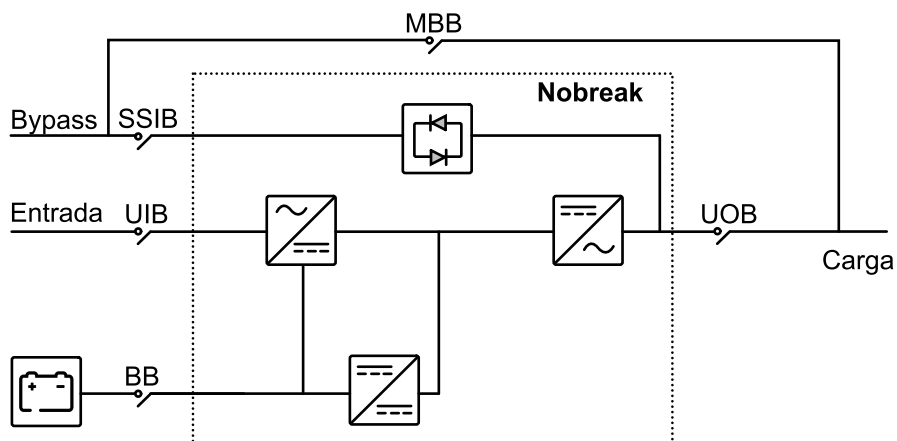 MBB
Nobreak
Bypass SSIB
Entrada UIB
UOB
Carga
BB